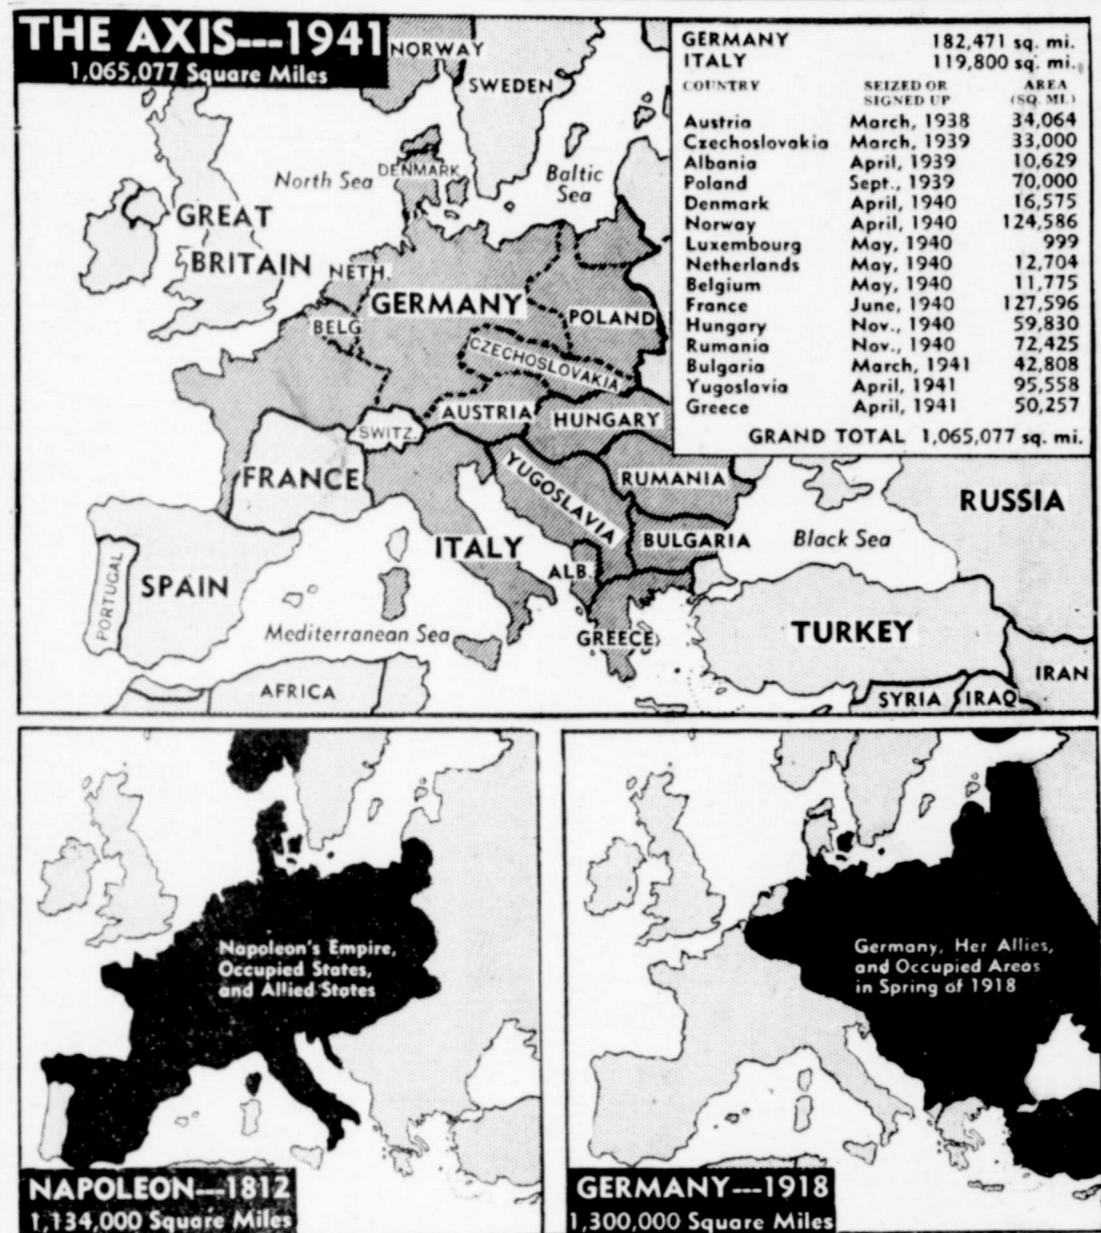 THE AXIS---1941
1,065,077 Square Miles
GERMANY 182,471 sq. mi.
ITALY 119,800 sq. mi.
COUNTRY SEIZED OR SIGNED UP AREA (SQ. MI.)
Austria March, 1938 34,064
Czechoslovakia March, 1939 33,000
Albania April, 1939 10,629
Poland Sept., 1939 70,000
Denmark April, 1940 16,575
Norway April, 1940 124,586
Luxembourg May, 1940 999
Netherlands May, 1940 12,704
Belgium May, 1940 11,775
France June, 1940 127,596
Hungary Nov., 1940 59,830
Rumania Nov., 1940 72,425
Bulgaria March, 1941 42,808
Yugoslavia April, 1941 95,558
Greece April, 1941 50,257
GRAND TOTAL 1,065,077 sq. mi.
NORWAY
SWEDEN
North Sea
DENMARK
Baltic
Sea
GREAT
BRITAIN
NETH.
GERMANY
BELG
POLAND
CZECHOSLOVAKIA
AUSTRIA
HUNGARY
SWITZ.
FRANCE
YUGOSLAVIA
RUMANIA
RUSSIA
ITALY
BULGARIA
Black Sea
PORTUGAL
SPAIN
ALB.
Mediterranean Sea
GREECE
TURKEY
AFRICA
SYRIA
IRAQ
IRAN
Napoleon's Empire,
Occupied States,
and Allied States
NAPOLEON---1812
1,134,000 Square Miles
Germany, Her Allies,
and Occupied Areas
in Spring of 1918
GERMANY---1918
1,300,000 Square Miles